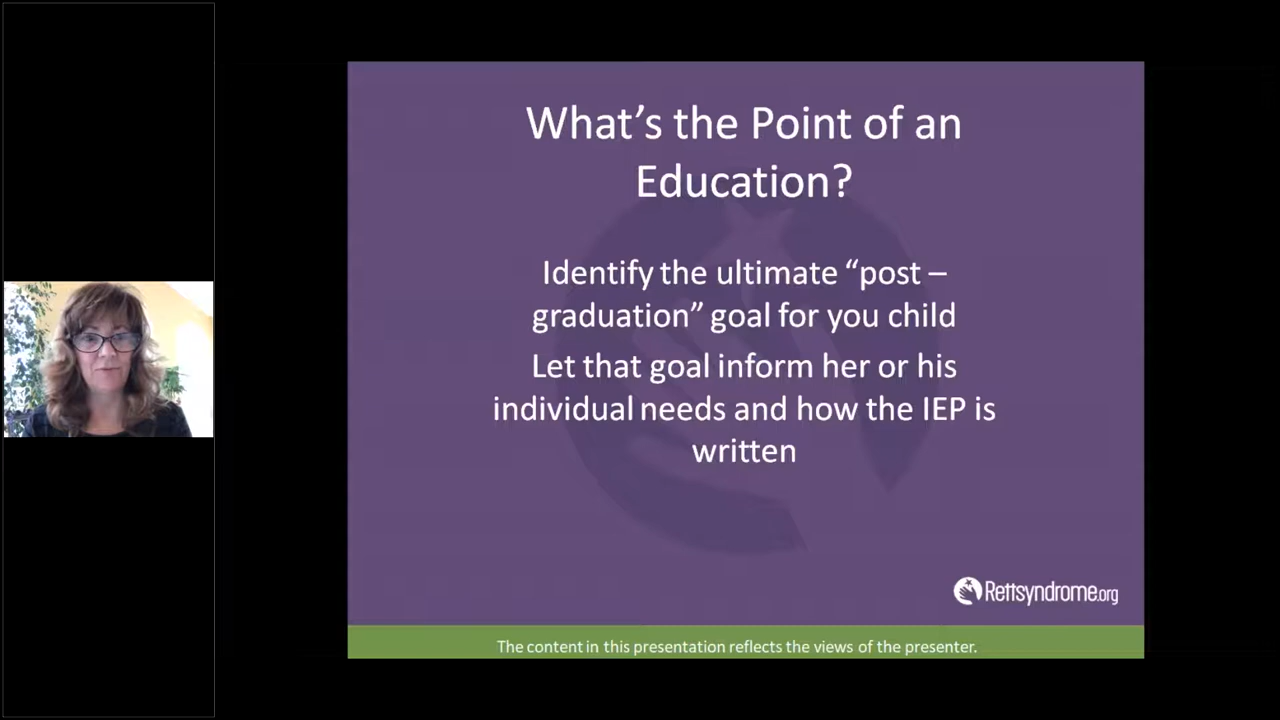 What’s the Point of an
Education?
Identify the ultimate “post –
graduation” goal for you child
Let that goal inform her or his
individual needs and how the IEP is
written
Rettsyndrome.org
The content in this presentation reflects the views of the presenter.